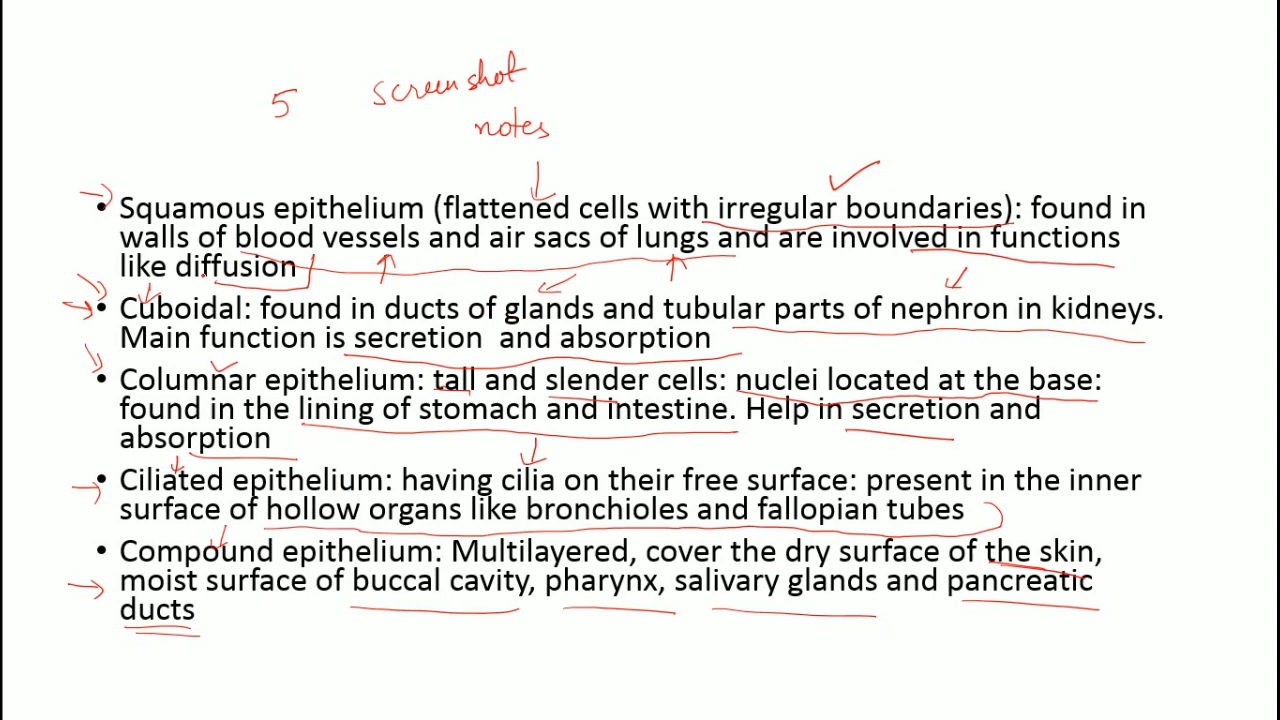 5 screenshot
notes
• Squamous epithelium (flattened cells with irregular boundaries): found in
walls of blood vessels and air sacs of lungs and are involved in functions
like diffusion
• Cuboidal: found in ducts of glands and tubular parts of nephron in kidneys.
Main function is secretion and absorption
• Columnar epithelium: tall and slender cells: nuclei located at the base:
found in the lining of stomach and intestine. Help in secretion and
absorption
• Ciliated epithelium: having cilia on their free surface: present in the inner
surface of hollow organs like bronchioles and fallopian tubes
• Compound epithelium: Multilayered, cover the dry surface of the skin,
moist surface of buccal cavity, pharynx, salivary glands and pancreatic
ducts